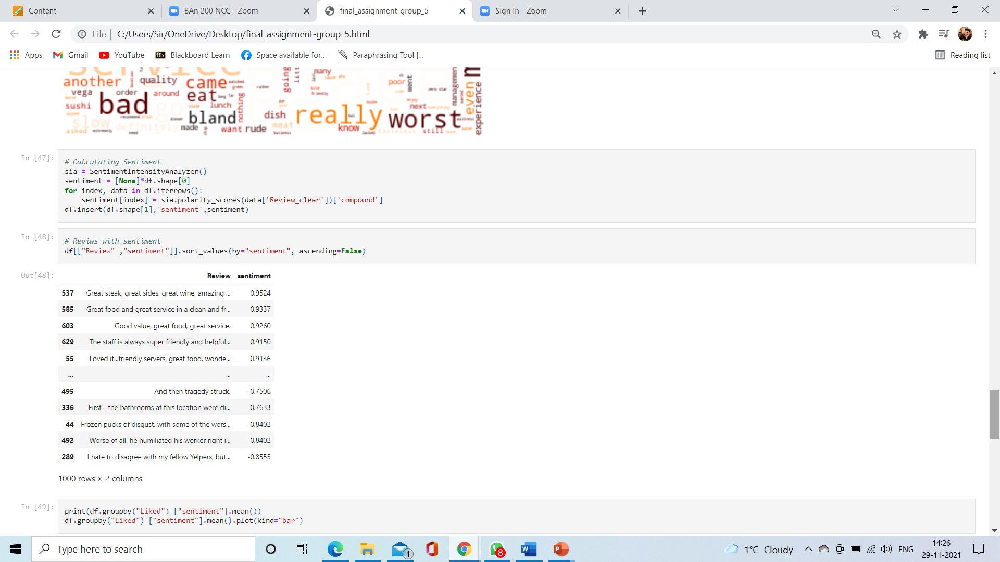 Content
BAn 200 NCC - Zoom
final_assignment-group_5
Sign In - Zoom
File
C:/Users/Sir/OneDrive/Desktop/final_assignment-group_5.html
Apps
Gmail
YouTube
Bb
Blackboard Learn
Space available for...
Paraphrasing Tool |...
Reading list
service
another quality came going many poor went management even experience
vega order around eat
sushi bad lunch nothing dish really next worst
go bland
slow definitely made want rude meat know still
asked
In [47]:
# Calculating Sentiment
sia = SentimentIntensityAnalyzer()
sentiment = [None]*df.shape[0]
for index, data in df.iterrows():
    sentiment[index] = sia.polarity_scores(data['Review_clear'])['compound']
df.insert(df.shape[1],'sentiment',sentiment)
In [48]:
# Reviws with sentiment
df[["Review" ,"sentiment"]].sort_values(by="sentiment", ascending=False)
Out[48]:
Review sentiment
537 Great steak, great sides, great wine, amazing ... 0.9524
585 Great food and great service in a clean and fr... 0.9337
603 Good value, great food, great service. 0.9260
629 The staff is always super friendly and helpful... 0.9150
55 Loved it...friendly servers, great food, wonde... 0.9136
... ... ...
495 And then tragedy struck. -0.7506
336 First - the bathrooms at this location were di... -0.7633
44 Frozen pucks of disgust, with some of the wors... -0.8402
492 Worse of all, he humiliated his worker right i... -0.8402
289 I hate to disagree with my fellow Yelpers, but... -0.8555
1000 rows × 2 columns
In [49]:
print(df.groupby("Liked") ["sentiment"].mean())
df.groupby("Liked") ["sentiment"].mean().plot(kind="bar")
Type here to search
1
8
1°C Cloudy
ENG
14:26
29-11-2021